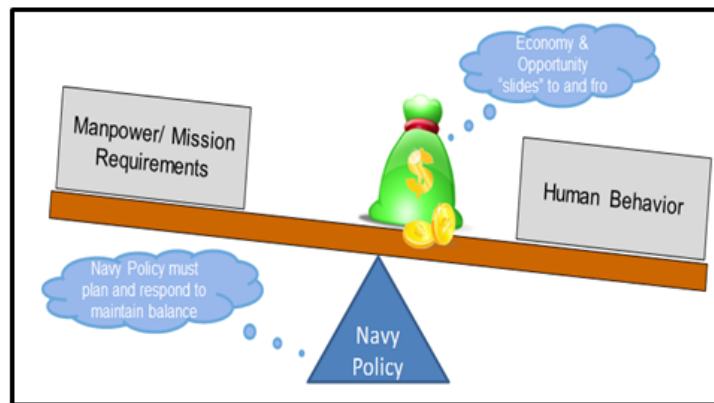 Economy &
Opportunity
“slides” to and fro
Manpower/ Mission
Requirements
$
Human Behavior
Navy Policy must
plan and respond to
maintain balance
Navy
Policy